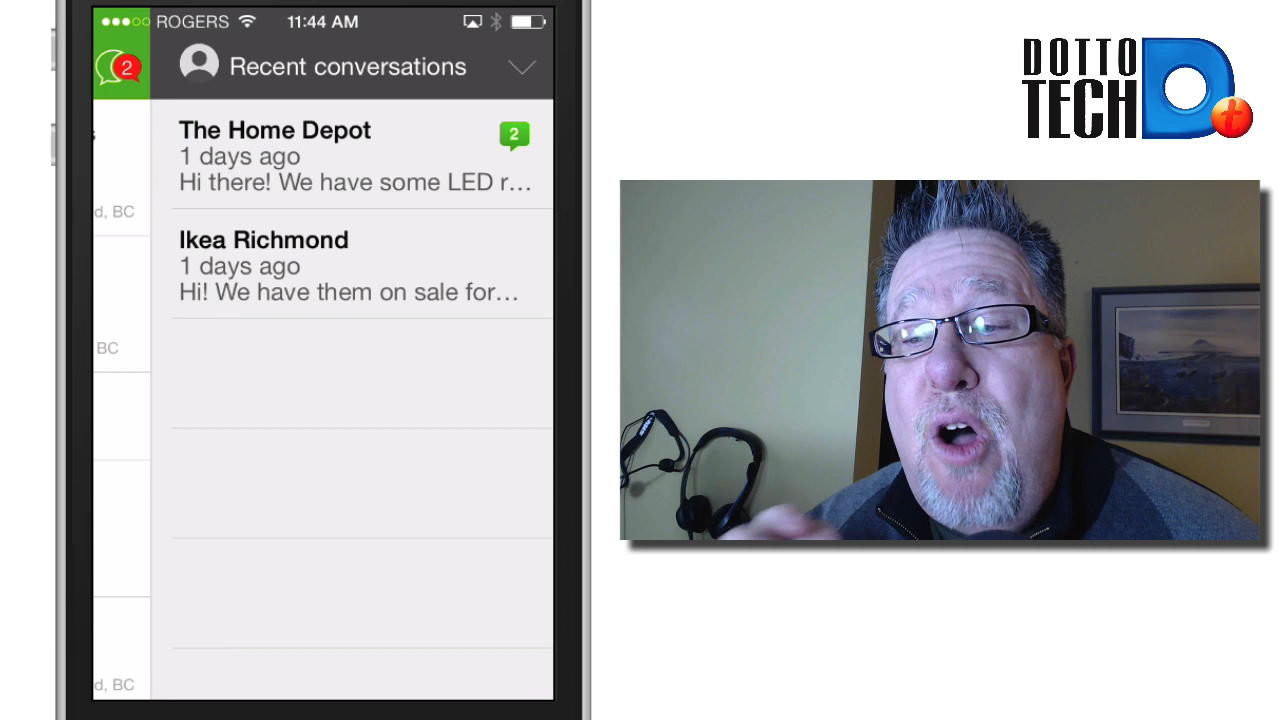 ROGERS 11:44 AM
2
Recent conversations
The Home Depot
2
1 days ago
Hi there! We have some LED r…
d, BC
Ikea Richmond
1 days ago
Hi! We have them on sale for…
BC
d, BC
DOTTO
TECH
t